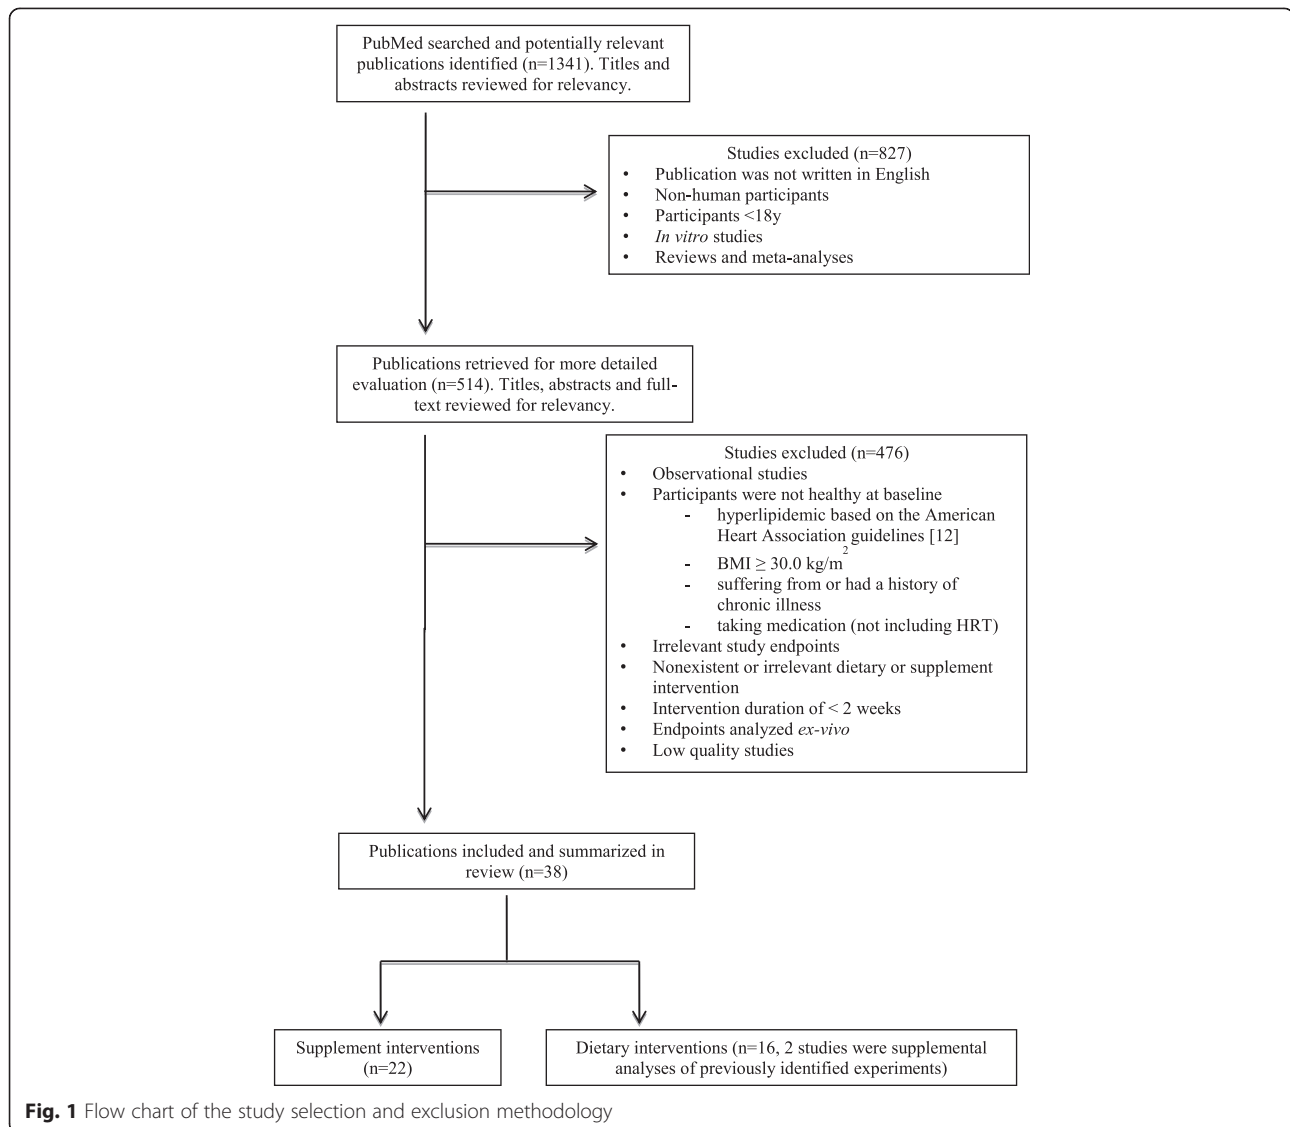 PubMed searched and potentially relevant
publications identified (n=1341). Titles and
abstracts reviewed for relevancy.
Studies excluded (n=827)
• Publication was not written in English
• Non-human participants
• Participants <18y
• In vitro studies
• Reviews and meta-analyses
Publications retrieved for more detailed
evaluation (n=514). Titles, abstracts and full-
text reviewed for relevancy.
Studies excluded (n=476)
• Observational studies
• Participants were not healthy at baseline
- hyperlipidemic based on the American
Heart Association guidelines [12]
- BMI ≥ 30.0 kg/m²
- suffering from or had a history of
chronic illness
- taking medication (not including HRT)
• Irrelevant study endpoints
• Nonexistent or irrelevant dietary or supplement
intervention
• Intervention duration of < 2 weeks
• Endpoints analyzed ex-vivo
• Low quality studies
Publications included and summarized in
review (n=38)
Supplement interventions
(n=22)
Dietary interventions (n=16, 2 studies were supplemental
analyses of previously identified experiments)
Fig. 1 Flow chart of the study selection and exclusion methodology